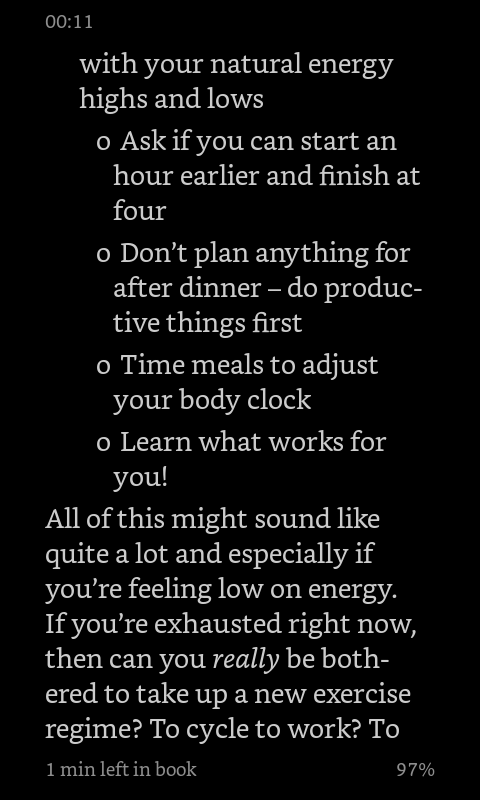 00:11
with your natural energy
highs and lows
o Ask if you can start an
hour earlier and finish at
four
o Don’t plan anything for
after dinner – do produc-
tive things first
o Time meals to adjust
your body clock
o Learn what works for
you!
All of this might sound like
quite a lot and especially if
you’re feeling low on energy.
If you’re exhausted right now,
then can you really be both-
ered to take up a new exercise
regime? To cycle to work? To
1 min left in book 97%